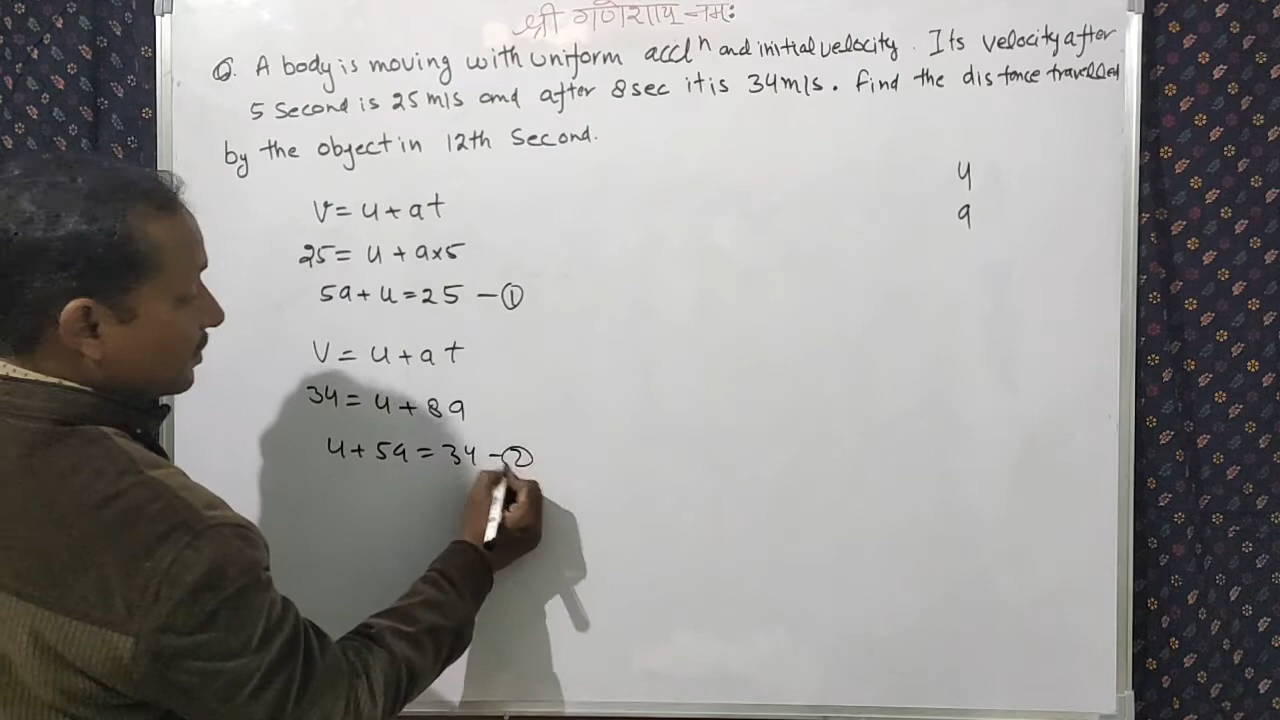 श्री गणेशाय नमः
Q. A body is moving with uniform accl^n and initial velocity. Its velocity after
5 second is 25 m/s and after 8 sec it is 34 m/s. find the distance travelled
by the object in 12th second.
u
a
v = u + at
25 = u + a×5
5a + u = 25 - ①
v = u + at
34 = u + 8a
u + 5a = 34 - ②